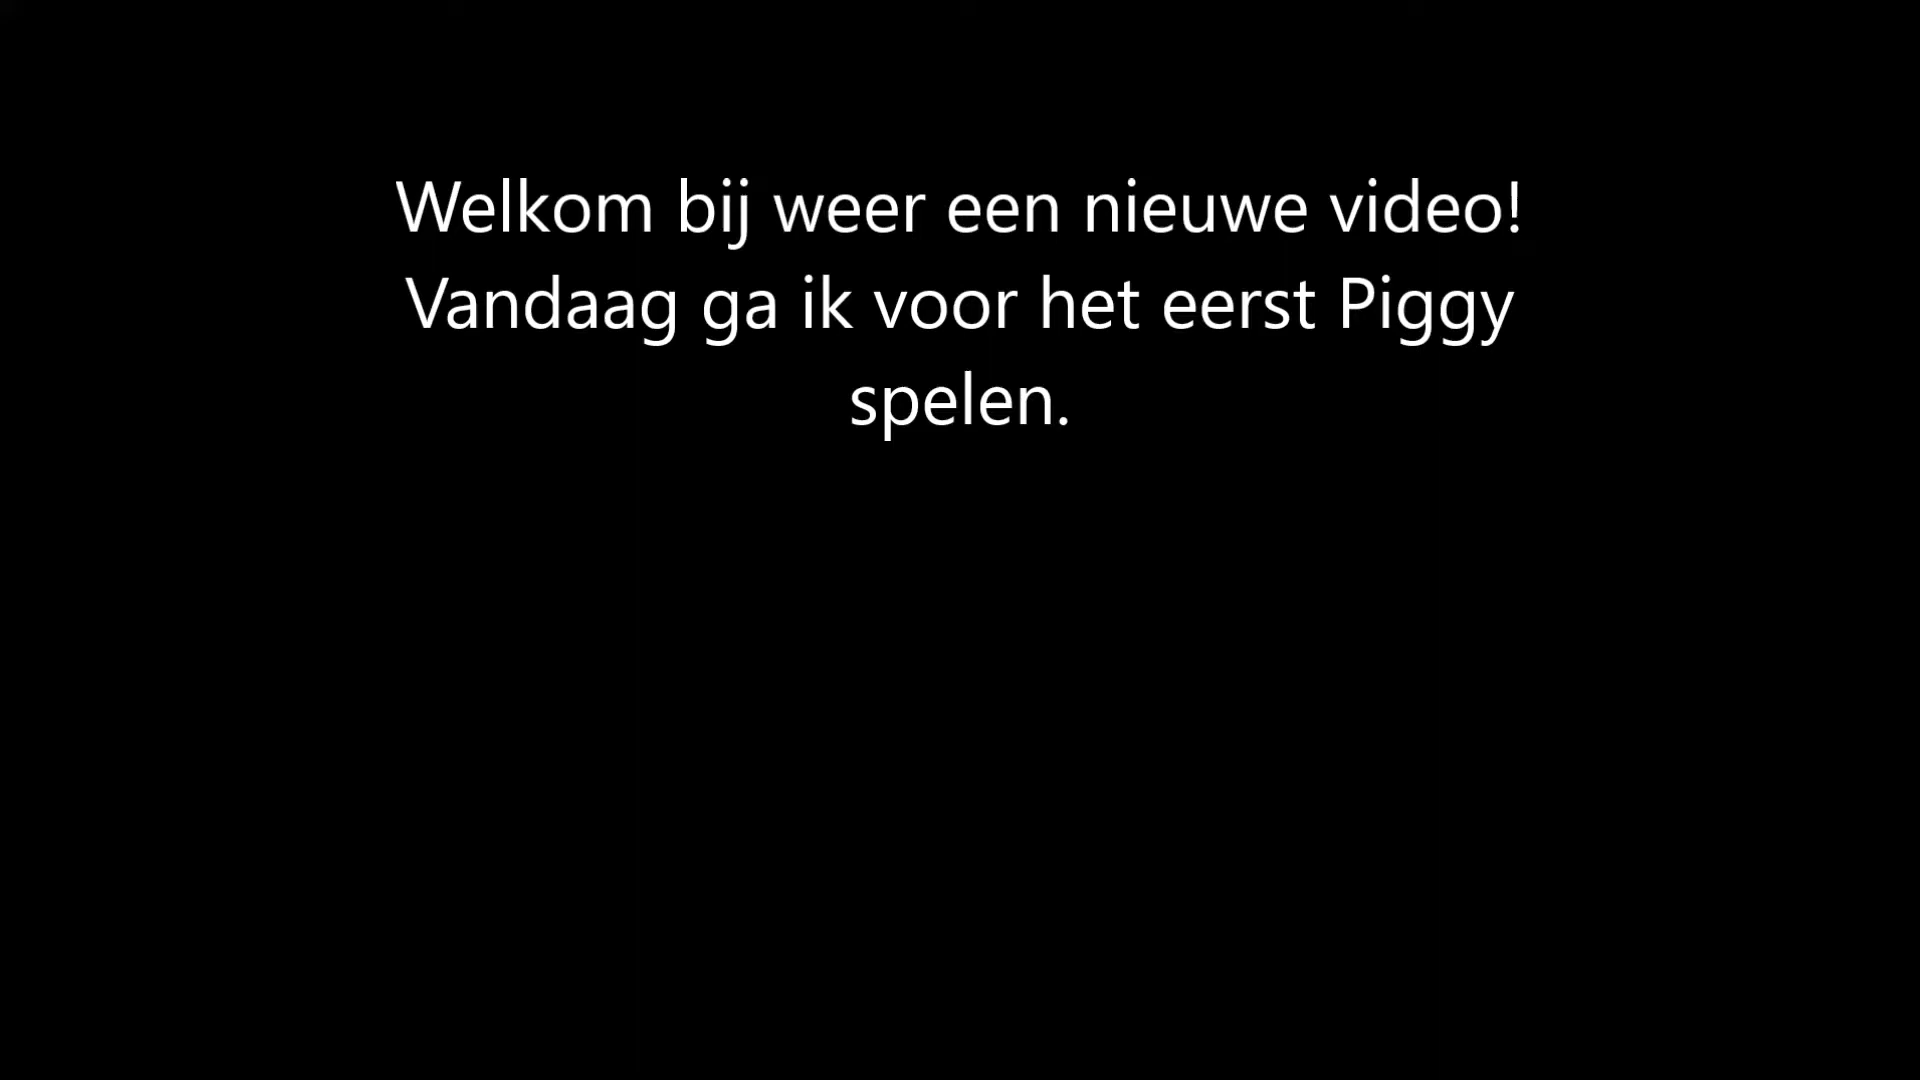 Welkom bij weer een nieuwe video!
Vandaag ga ik voor het eerst Piggy
spelen.